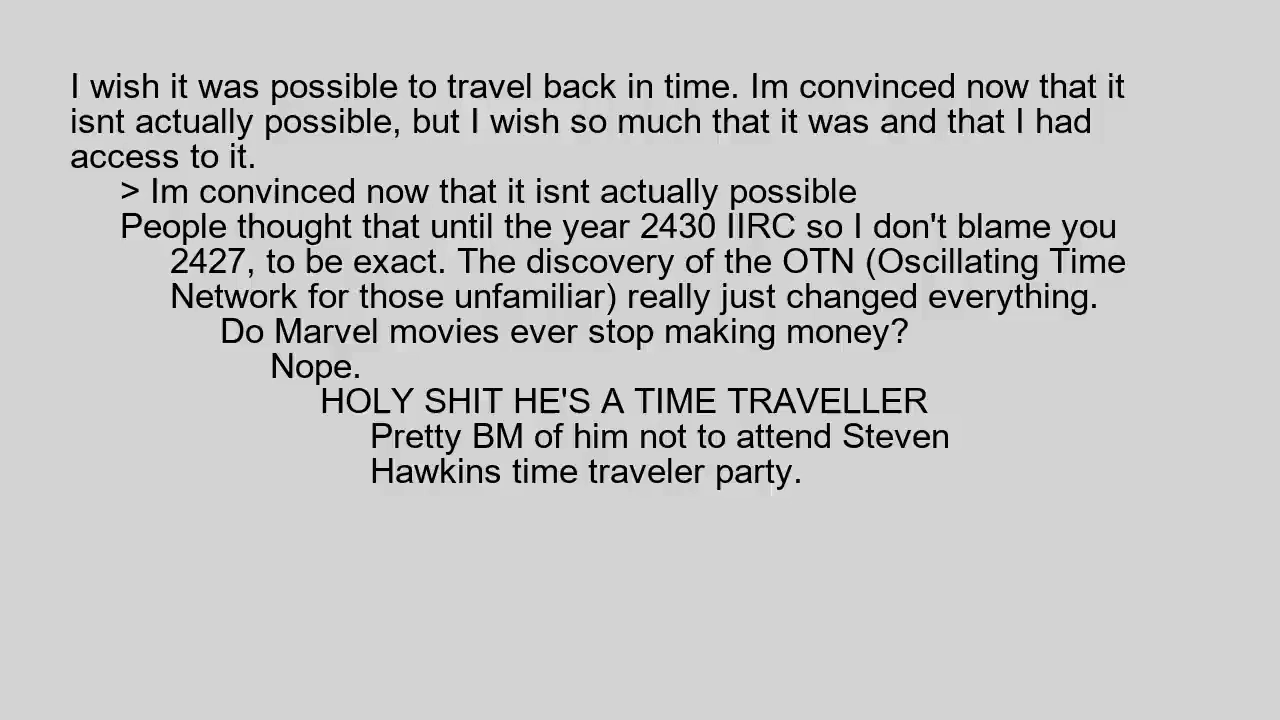 I wish it was possible to travel back in time. Im convinced now that it
isnt actually possible, but I wish so much that it was and that I had
access to it.
> Im convinced now that it isnt actually possible
People thought that until the year 2430 IIRC so I don't blame you
2427, to be exact. The discovery of the OTN (Oscillating Time
Network for those unfamiliar) really just changed everything.
Do Marvel movies ever stop making money?
Nope.
HOLY SHIT HE'S A TIME TRAVELLER
Pretty BM of him not to attend Steven
Hawkins time traveler party.